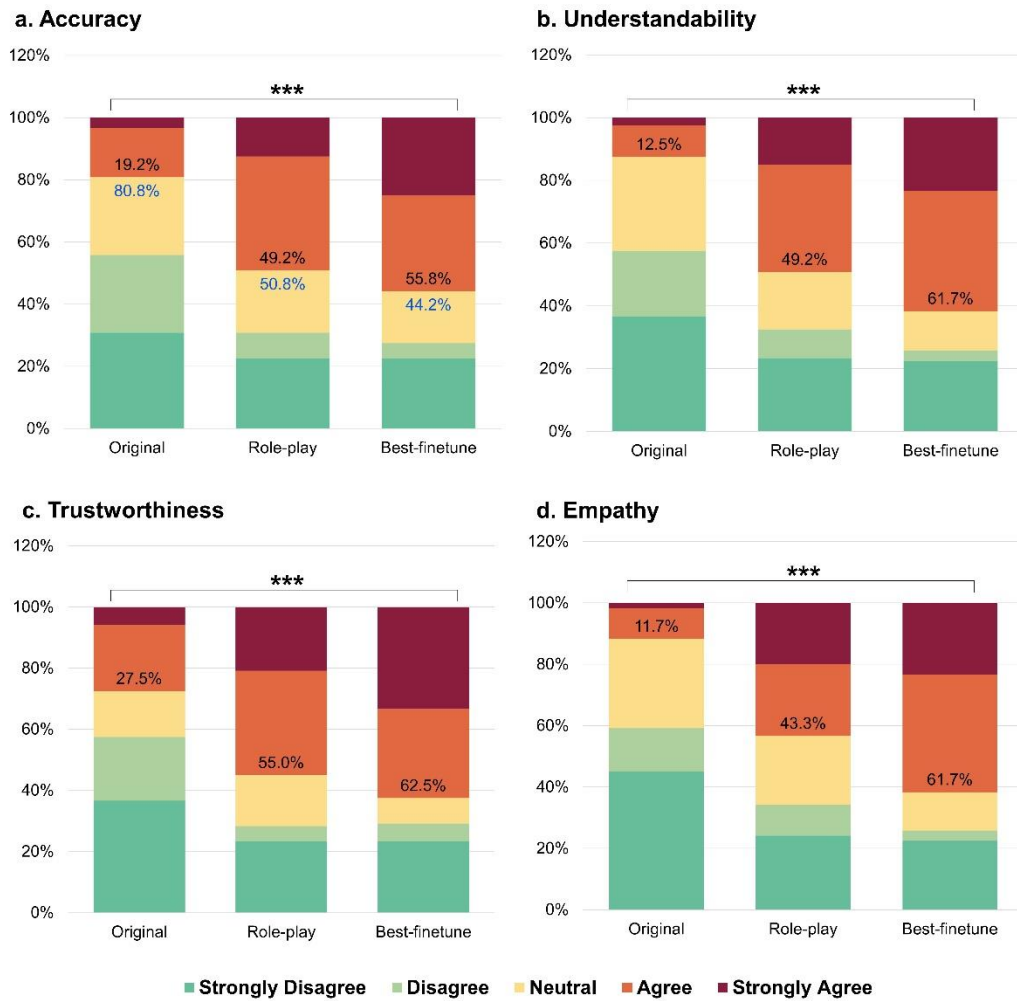 a. Accuracy
120%
100%
80%
60%
40%
20%
0%
***
19.2%
80.8%
49.2%
50.8%
55.8%
44.2%
Original
Role-play
Best-finetune
b. Understandability
120%
100%
80%
60%
40%
20%
0%
***
12.5%
49.2%
61.7%
Original
Role-play
Best-finetune
c. Trustworthiness
120%
100%
80%
60%
40%
20%
0%
***
27.5%
55.0%
62.5%
Original
Role-play
Best-finetune
d. Empathy
120%
100%
80%
60%
40%
20%
0%
***
11.7%
43.3%
61.7%
Original
Role-play
Best-finetune
Strongly Disagree Disagree Neutral Agree Strongly Agree